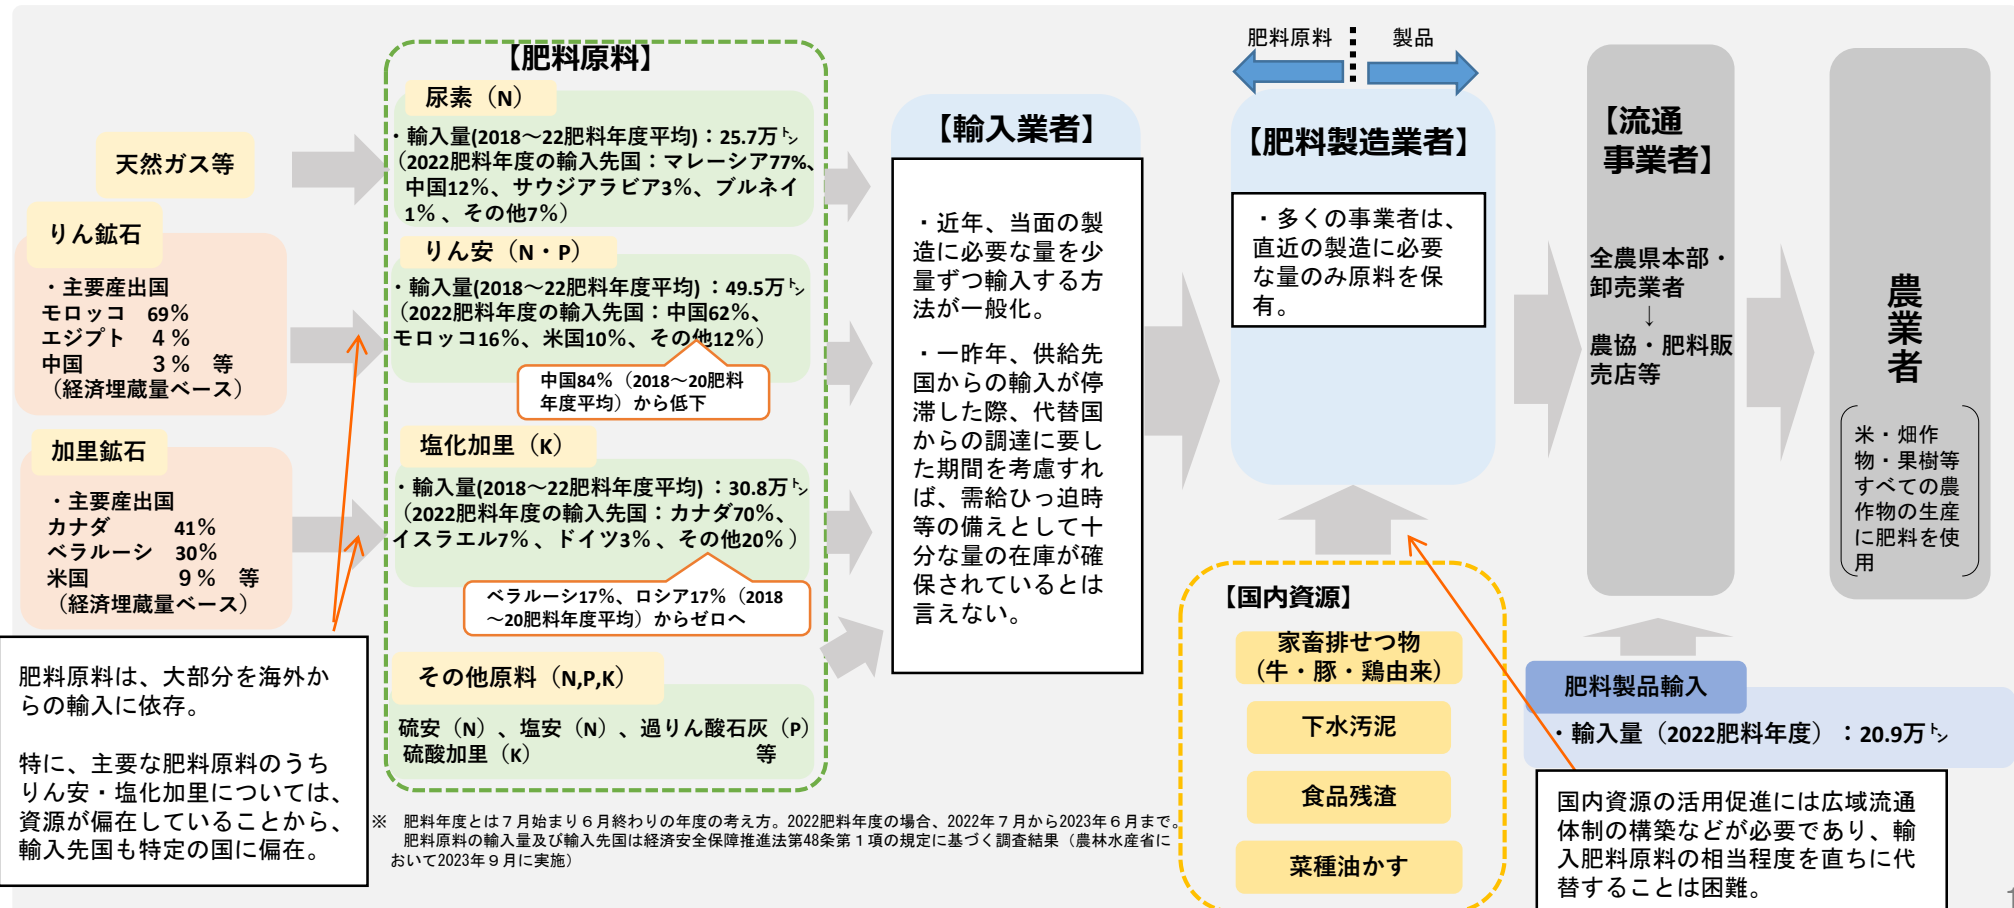 【肥料原料】
天然ガス等
尿素（N）
・輸入量(2018～22肥料年度平均)：25.7万㌧
（2022肥料年度の輸入先国：マレーシア77%、
中国12%、サウジアラビア3%、ブルネイ
1%、その他7%）
りん鉱石
・主要産出国
モロッコ　69%
エジプト　４%
中国　　　３%　等
（経済埋蔵量ベース）
りん安（N・P）
・輸入量(2018～22肥料年度平均)：49.5万㌧
（2022肥料年度の輸入先国：中国62%、
モロッコ16%、米国10%、その他12%）
中国84%（2018～20肥料
年度平均）から低下
加里鉱石
・主要産出国
カナダ　　　41%
ベラルーシ　30%
米国　　　　９%　等
（経済埋蔵量ベース）
塩化加里（K）
・輸入量(2018～22肥料年度平均)：30.8万㌧
（2022肥料年度の輸入先国：カナダ70%、
イスラエル7%、ドイツ3%、その他20%）
ベラルーシ17%、ロシア17%（2018
～20肥料年度平均）からゼロへ
その他原料（N,P,K）
硫安（N）、塩安（N）、過りん酸石灰（P）
硫酸加里（K）　　　　　　　　　等
肥料原料は、大部分を海外か
らの輸入に依存。
特に、主要な肥料原料のうち
りん安・塩化加里については、
資源が偏在していることから、
輸入先国も特定の国に偏在。
※　肥料年度とは７月始まり６月終わりの年度の考え方。2022肥料年度の場合、2022年７月から2023年６月まで。
肥料原料の輸入量及び輸入先国は経済安全保障推進法第48条第１項の規定に基づく調査結果（農林水産省に
おいて2023年９月に実施）
【輸入業者】
・近年、当面の製
造に必要な量を少
量ずつ輸入する方
法が一般化。
・一昨年、供給先
国からの輸入が停
滞した際、代替国
からの調達に要し
た期間を考慮すれ
ば、需給ひっ迫時
等の備えとして十
分な量の在庫が確
保されているとは
言えない。
肥料原料
製品
【肥料製造業者】
・多くの事業者は、
直近の製造に必要
な量のみ原料を保
有。
【国内資源】
家畜排せつ物
（牛・豚・鶏由来）
下水汚泥
食品残渣
菜種油かす
【流通
事業者】
全農県本部・
卸売業者
↓
農協・肥料販
売店等
肥料製品輸入
・輸入量（2022肥料年度）：20.9万㌧
国内資源の活用促進には広域流通
体制の構築などが必要であり、輸
入肥料原料の相当程度を直ちに代
替することは困難。
農業者
米・畑作
物・果樹等
すべての農
作物の生産
に肥料を使
用